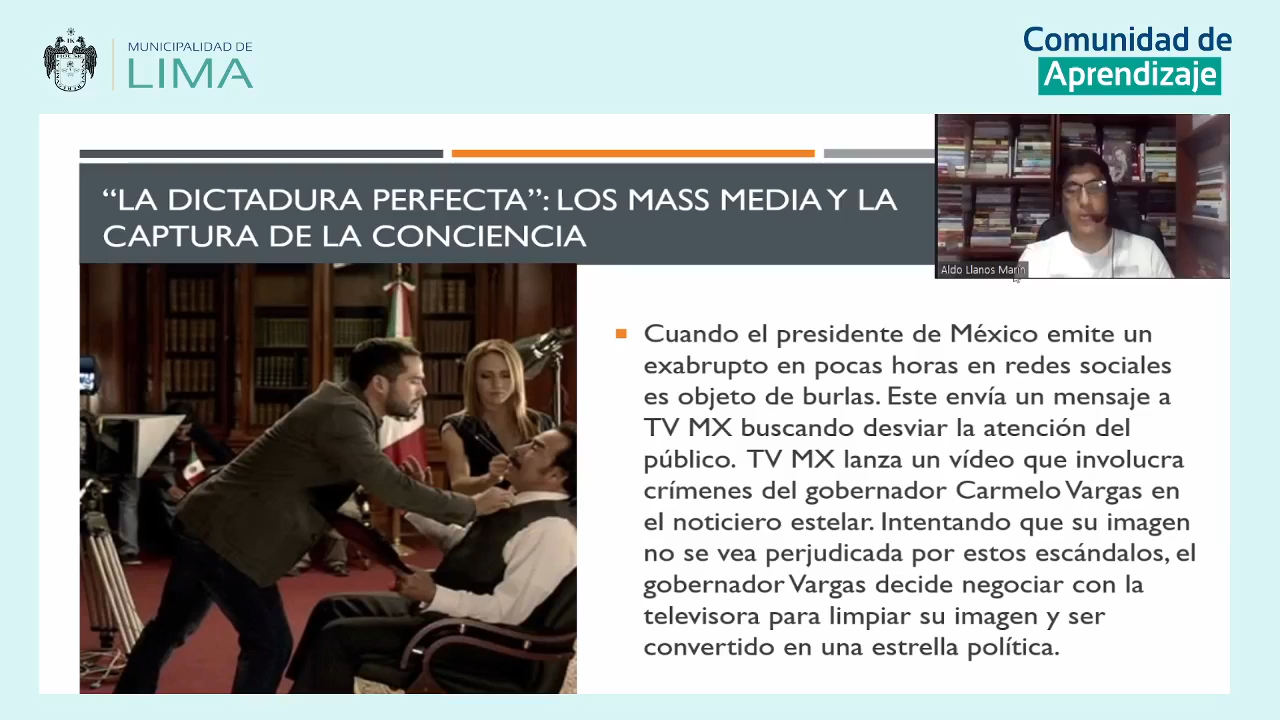 MUNICIPALIDAD DE
LIMA
Comunidad de
Aprendizaje
“LA DICTADURA PERFECTA”: LOS MASS MEDIA Y LA
CAPTURA DE LA CONCIENCIA
Aldo Llanos Marín
Cuando el presidente de México emite un
exabrupto en pocas horas en redes sociales
es objeto de burlas. Este envía un mensaje a
TV MX buscando desviar la atención del
público. TV MX lanza un vídeo que involucra
crímenes del gobernador Carmelo Vargas en
el noticiero estelar. Intentando que su imagen
no se vea perjudicada por estos escándalos, el
gobernador Vargas decide negociar con la
televisora para limpiar su imagen y ser
convertido en una estrella política.